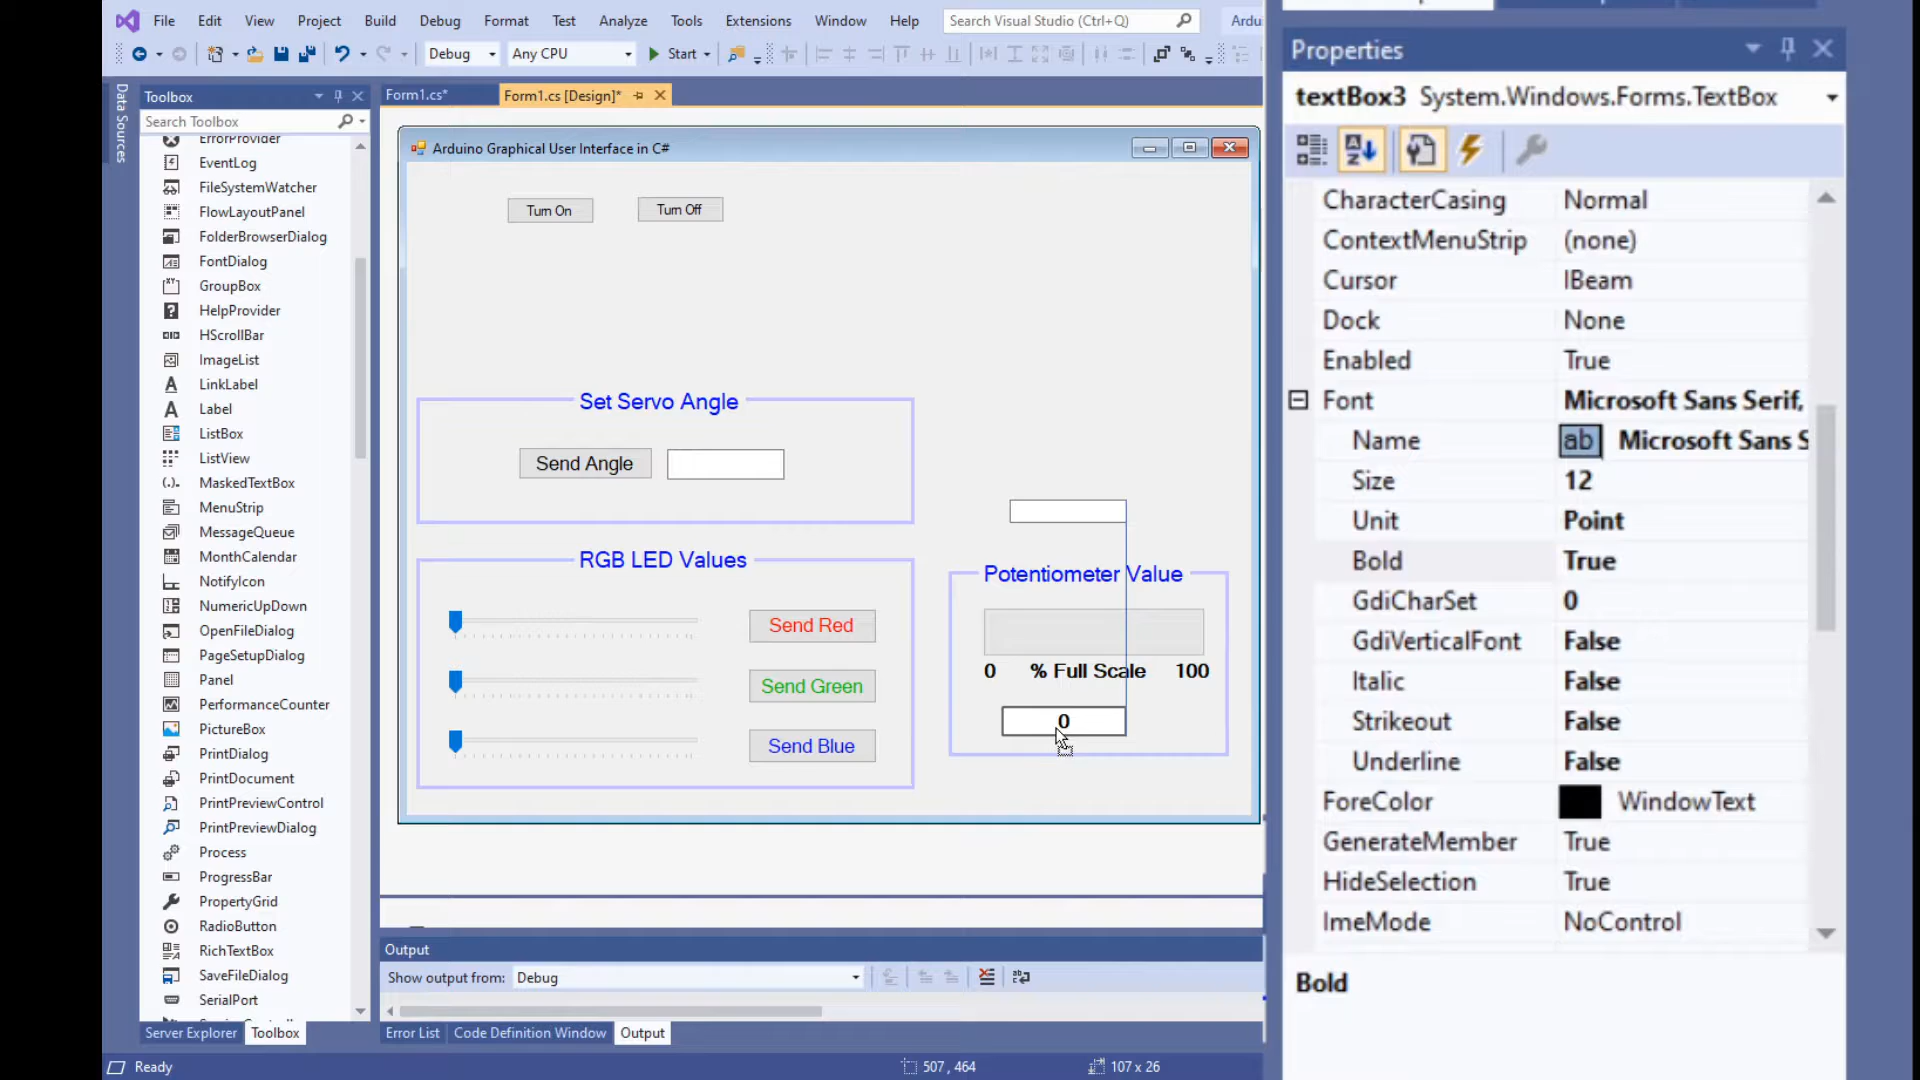 File Edit View Project Build Debug Format Test Analyze Tools Extensions Window Help Search Visual Studio (Ctrl+Q) Ardu
Debug Any CPU Start
Data Sources
Toolbox
Search Toolbox
ErrorProvider
EventLog
FileSystemWatcher
FlowLayoutPanel
FolderBrowserDialog
FontDialog
GroupBox
HelpProvider
HScrollBar
ImageList
LinkLabel
Label
ListBox
ListView
MaskedTextBox
MenuStrip
MessageQueue
MonthCalendar
NotifyIcon
NumericUpDown
OpenFileDialog
PageSetupDialog
Panel
PerformanceCounter
PictureBox
PrintDialog
PrintDocument
PrintPreviewControl
PrintPreviewDialog
Process
ProgressBar
PropertyGrid
RadioButton
RichTextBox
SaveFileDialog
SerialPort
Server Explorer Toolbox
Form1.cs* Form1.cs [Design]*
Arduino Graphical User Interface in C#
Turn On Turn Off
Set Servo Angle
Send Angle
RGB LED Values
Send Red
Send Green
Send Blue
Potentiometer Value
0 % Full Scale 100
0
Output
Show output from: Debug
Error List Code Definition Window Output
Ready 507 , 464 107 x 26
Properties
textBox3 System.Windows.Forms.TextBox
CharacterCasing Normal
ContextMenuStrip (none)
Cursor IBeam
Dock None
Enabled True
Font Microsoft Sans Serif,
Name ab Microsoft Sans S
Size 12
Unit Point
Bold True
GdiCharSet 0
GdiVerticalFont False
Italic False
Strikeout False
Underline False
ForeColor WindowText
GenerateMember True
HideSelection True
ImeMode NoControl
Bold